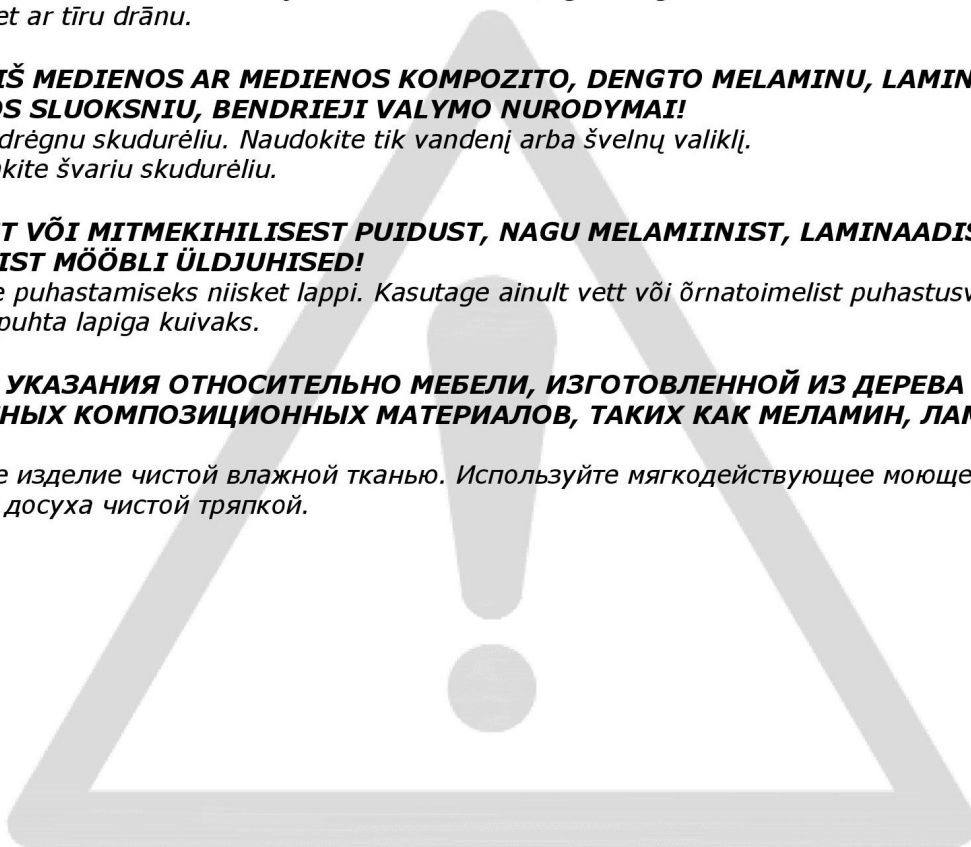 et ar tīru drānu.
IŠ MEDIENOS AR MEDIENOS KOMPOZITO, DENGTO MELAMINU, LAMIN
OS SLUOKSNIU, BENDRIEJI VALYMO NURODYMAI!
drėgnu skudurėliu. Naudokite tik vandenį arba švelnų valiklį.
kite švariu skudurėliu.
T VÕI MITMEKIHILISEST PUIDUST, NAGU MELAMIINIST, LAMINAADIS
IST MÖÖBLI ÜLDJUHISED!
e puhastamiseks niisket lappi. Kasutage ainult vett või õrnatoimelist puhastusv
puhta lapiga kuivaks.
УКАЗАНИЯ ОТНОСИТЕЛЬНО МЕБЕЛИ, ИЗГОТОВЛЕННОЙ ИЗ ДЕРЕВА
НЫХ КОМПОЗИЦИОННЫХ МАТЕРИАЛОВ, ТАКИХ КАК МЕЛАМИН, ЛАМ
е изделие чистой влажной тканью. Используйте мягкодействующее моюще
досуха чистой тряпкой.